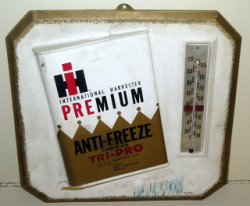 IH
INTERNATIONAL HARVESTER
PREMIUM
ANTI-FREEZE
TRI-PRO